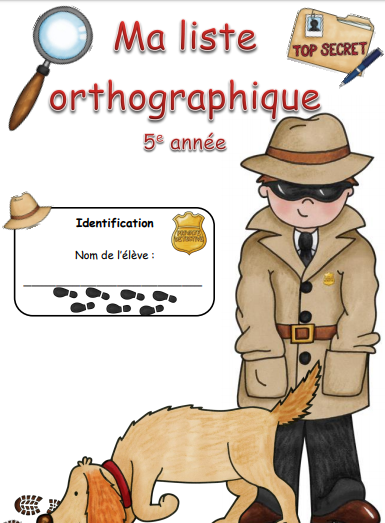 Ma liste
TOP SECRET
orthographique
5e année
Identification
Nom de l'élève :